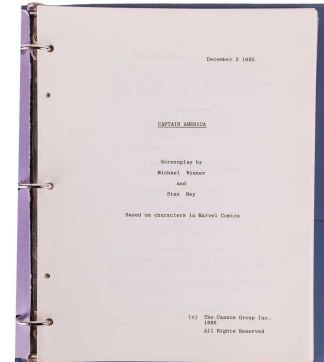 December 3 1985
CAPTAIN AMERICA
Screenplay by
Michael Winner
and
Stan Hey
Based on characters in Marvel Comics
(c) The Cannon Group Inc.
1985
All Rights Reserved